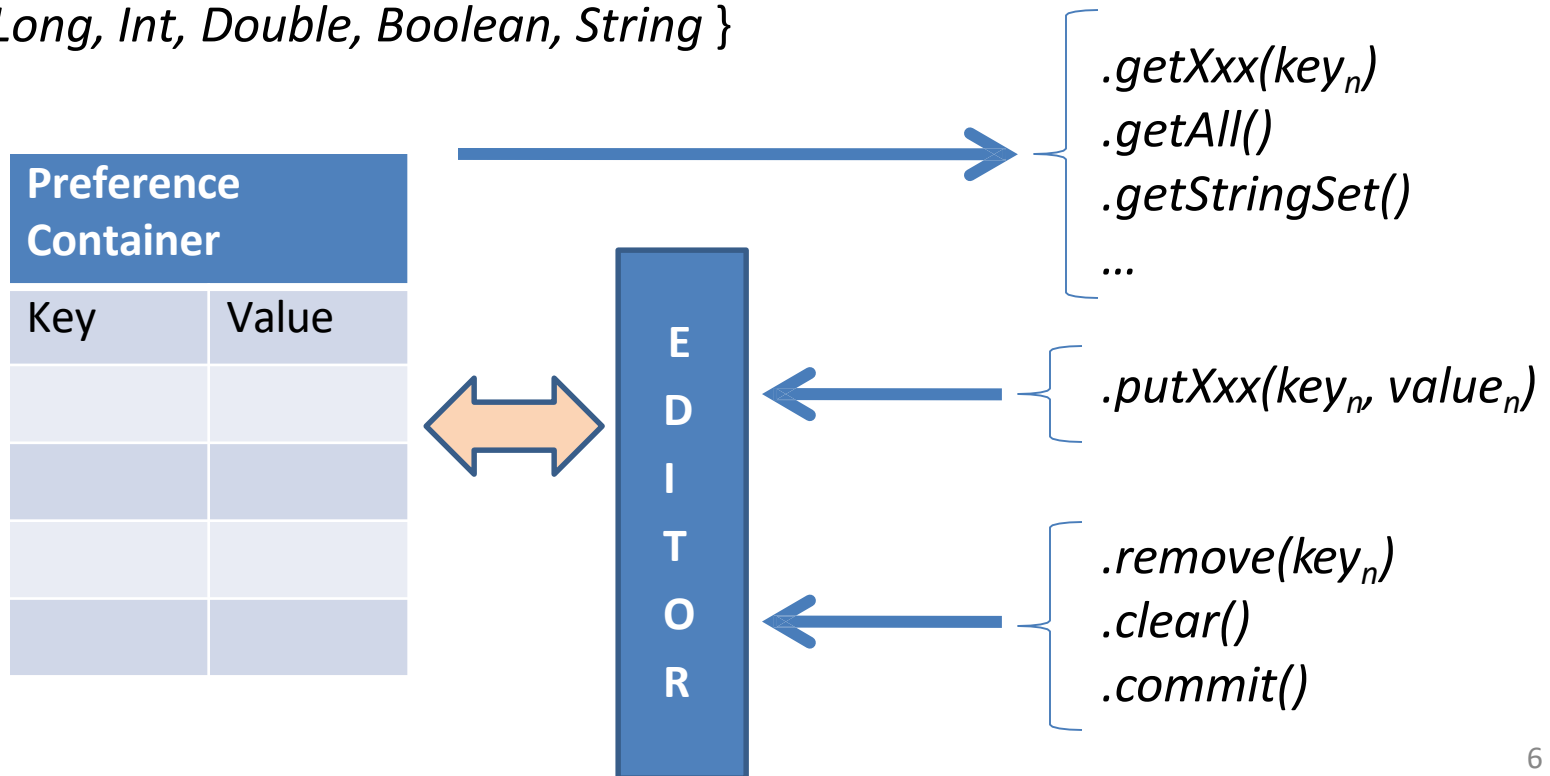 Long, Int, Double, Boolean, String }
.getXxx(keyn)
.getAll()
.getStringSet()
…
Preference
Container
Key Value
E
D
I
T
O
R
.putXxx(keyn, valuen)
.remove(keyn)
.clear()
.commit()
6